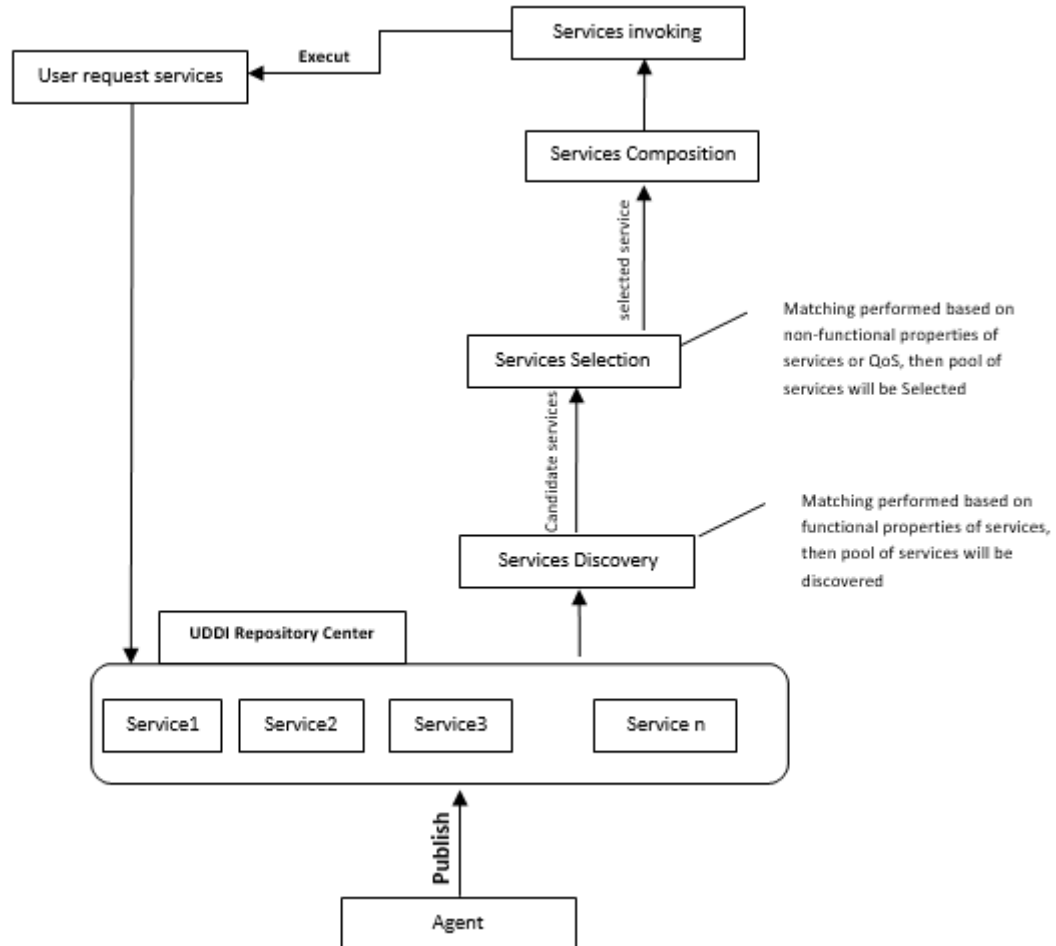 Services invoking
Execut
User request services
Services Composition
selected service
Matching performed based on
non-functional properties of
services or QoS, then pool of
services will be Selected
Services Selection
Candidate services
Matching performed based on
functional properties of services,
then pool of services will be
discovered
Services Discovery
UDDI Repository Center
Service1
Service2
Service3
Service n
Publish
Agent